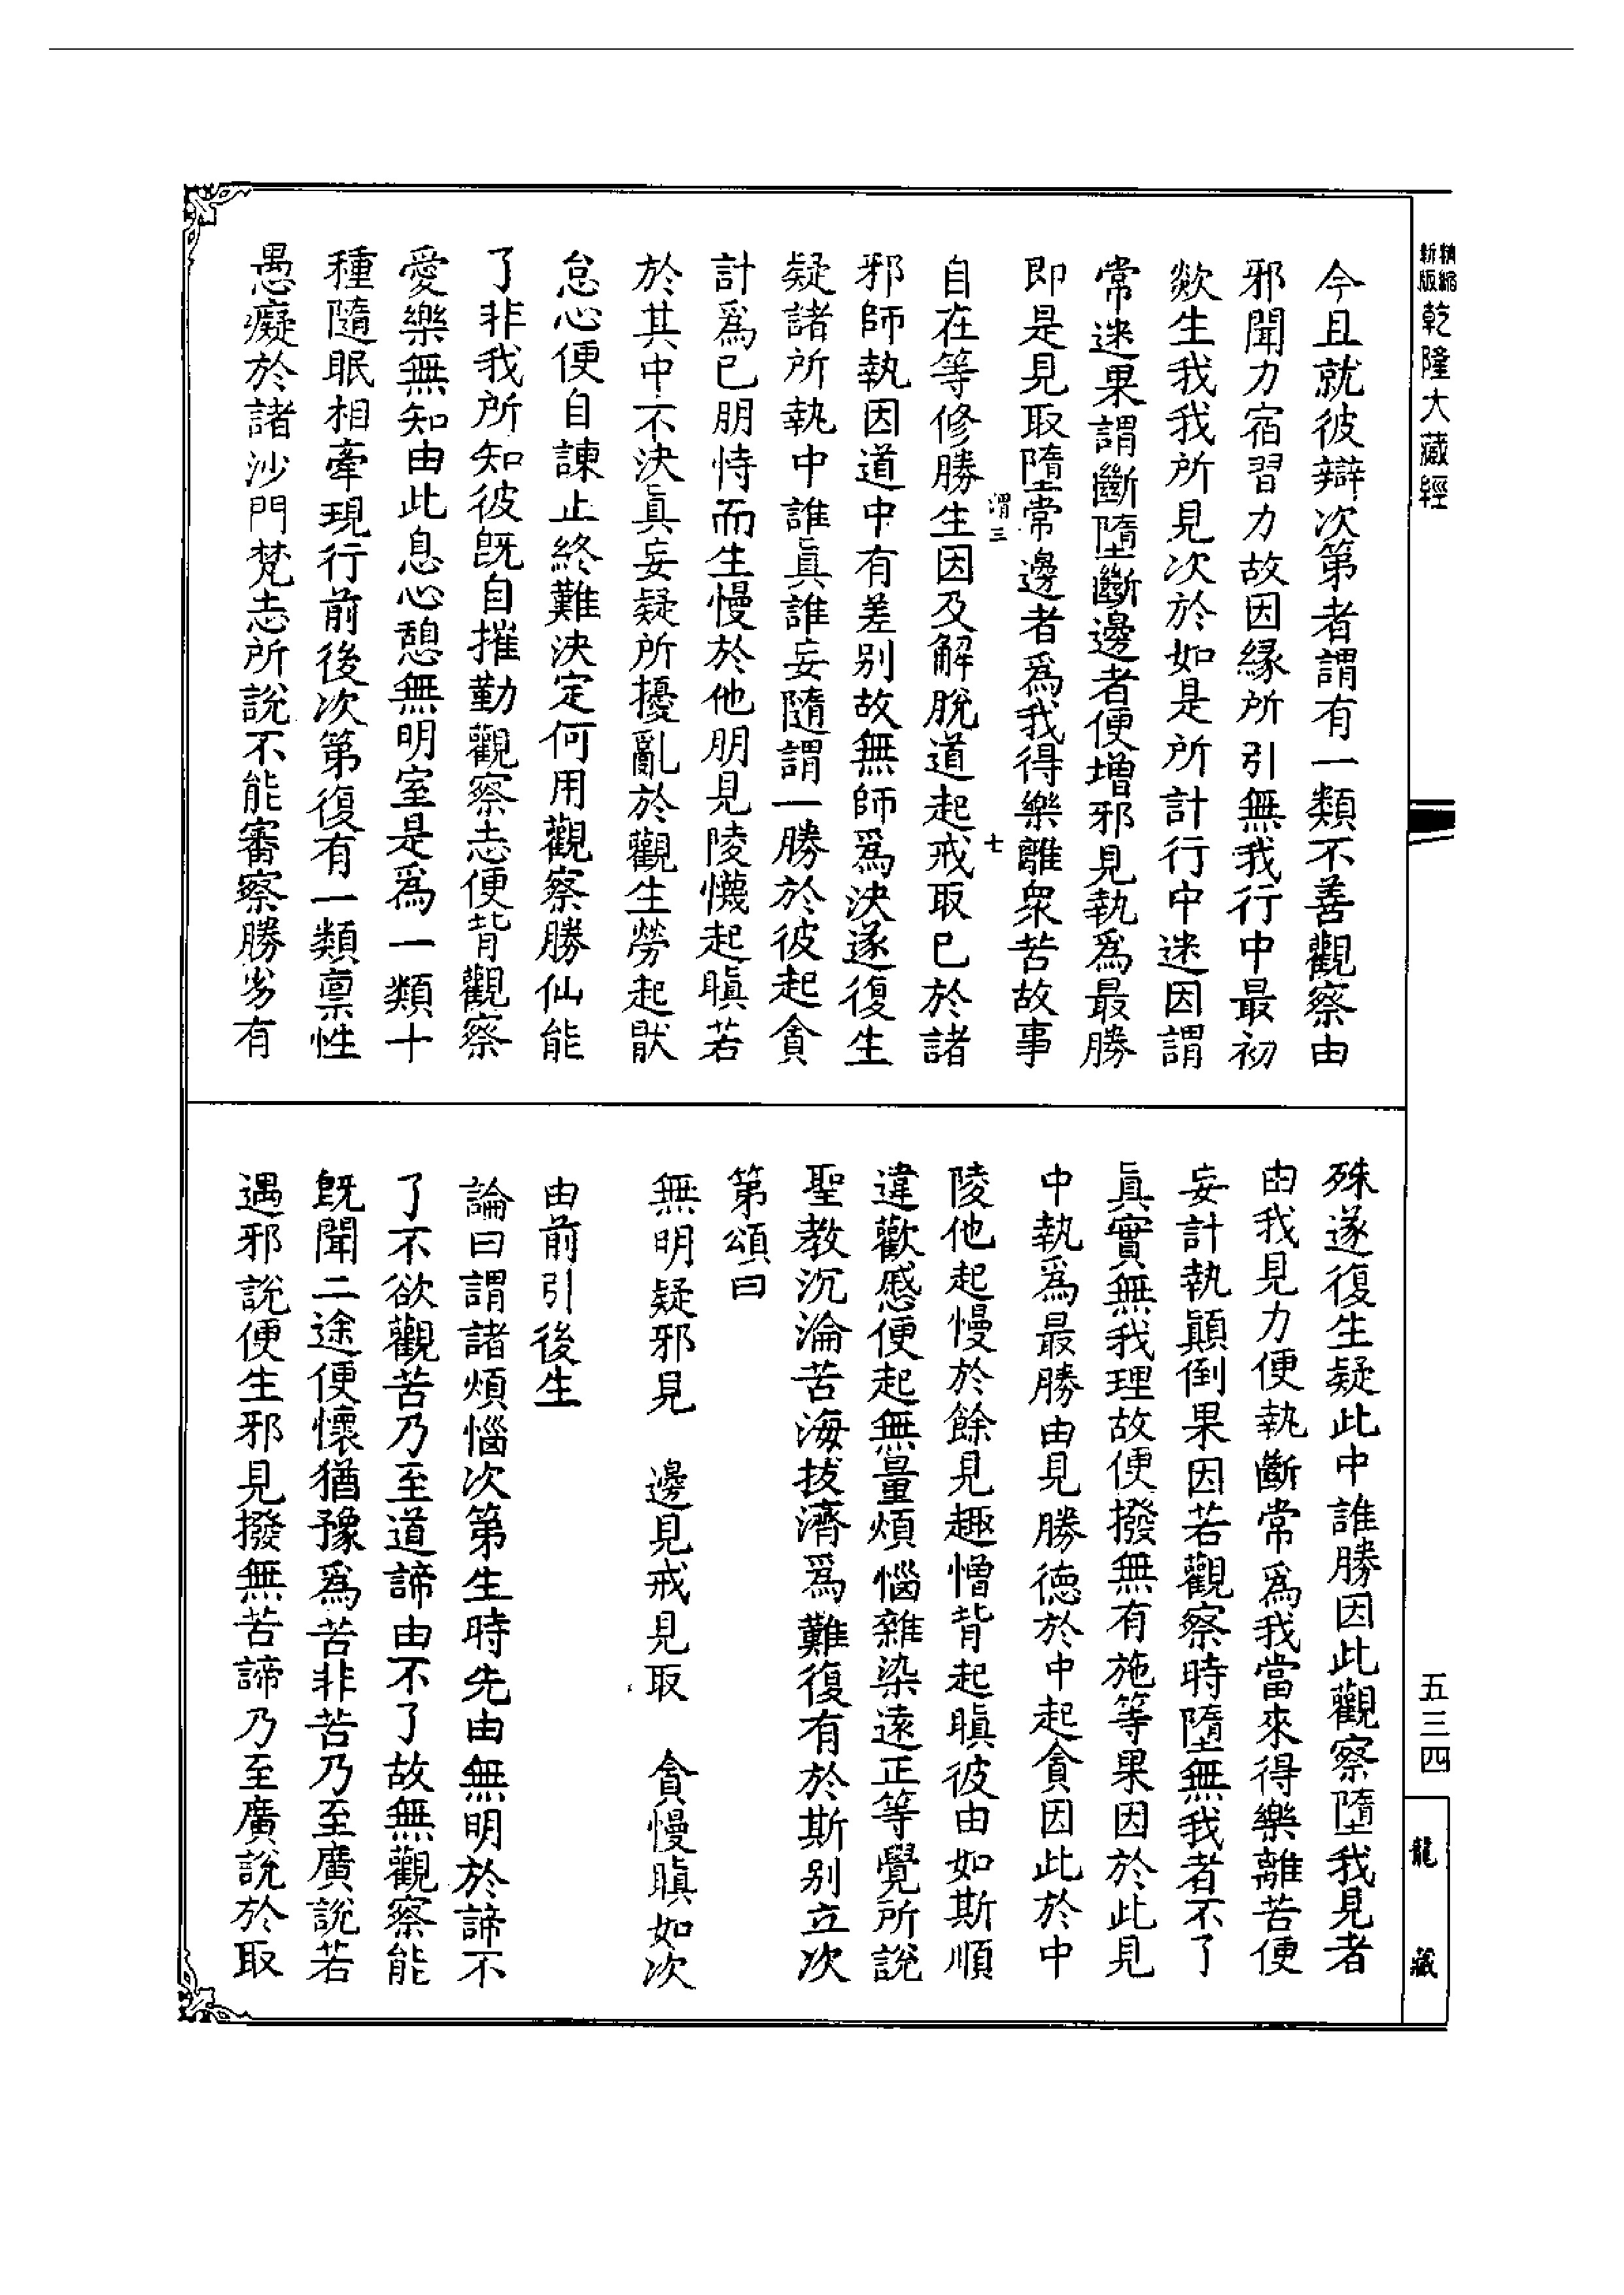 精縮
新版
乾隆大藏經
今且就彼辯次第者謂有一類不善觀察由
邪聞力宿習力故因緣所引無我行中最初
欻生我我所見次於如是所計行中迷因謂
常迷果謂斷墮斷邊者便增邪見執爲最勝
即是見取墮常邊者爲我得樂離衆苦故事
謂三
七
自在等修勝生因及解脫道起戒取已於諸
邪師執因道中有差别故無師爲決遂復生
疑諸所執中誰眞誰妄隨謂一勝於彼起貪
計爲已朋恃而生慢於他朋見陵懱起瞋若
於其中不決眞妄疑所擾亂於觀生勞起猒
怠心便自諫止終難決定何用觀察勝仙能
了非我所知彼旣自摧勤觀察志便背觀察
愛樂無知由此息心憩無明室是爲一類十
種隨眠相牽現行前後次第復有一類禀性
愚癡於諸沙門梵志所說不能審察勝劣有
殊遂復生疑此中誰勝因此觀察墮我見者
由我見力便執斷常爲我當來得樂離苦便
妄計執顛倒果因若觀察時墮無我者不了
眞實無我理故便撥無有施等果因於此見
中執爲最勝由見勝德於中起貪因此於中
陵他起慢於餘見趣憎背起瞋彼由如斯順
違歡慼便起無量煩惱雜染遠正等覺所說
聖教沉淪苦海拔濟爲難復有於斯别立次
第頌曰
無明疑邪見　邊見戒見取　貪慢瞋如次
由前引後生
論曰謂諸煩惱次第生時先由無明於諦不
了不欲觀苦乃至道諦由不了故無觀察能
旣聞二途便懷猶豫爲苦非苦乃至廣說若
遇邪說便生邪見撥無苦諦乃至廣說於取
五三四
龍藏